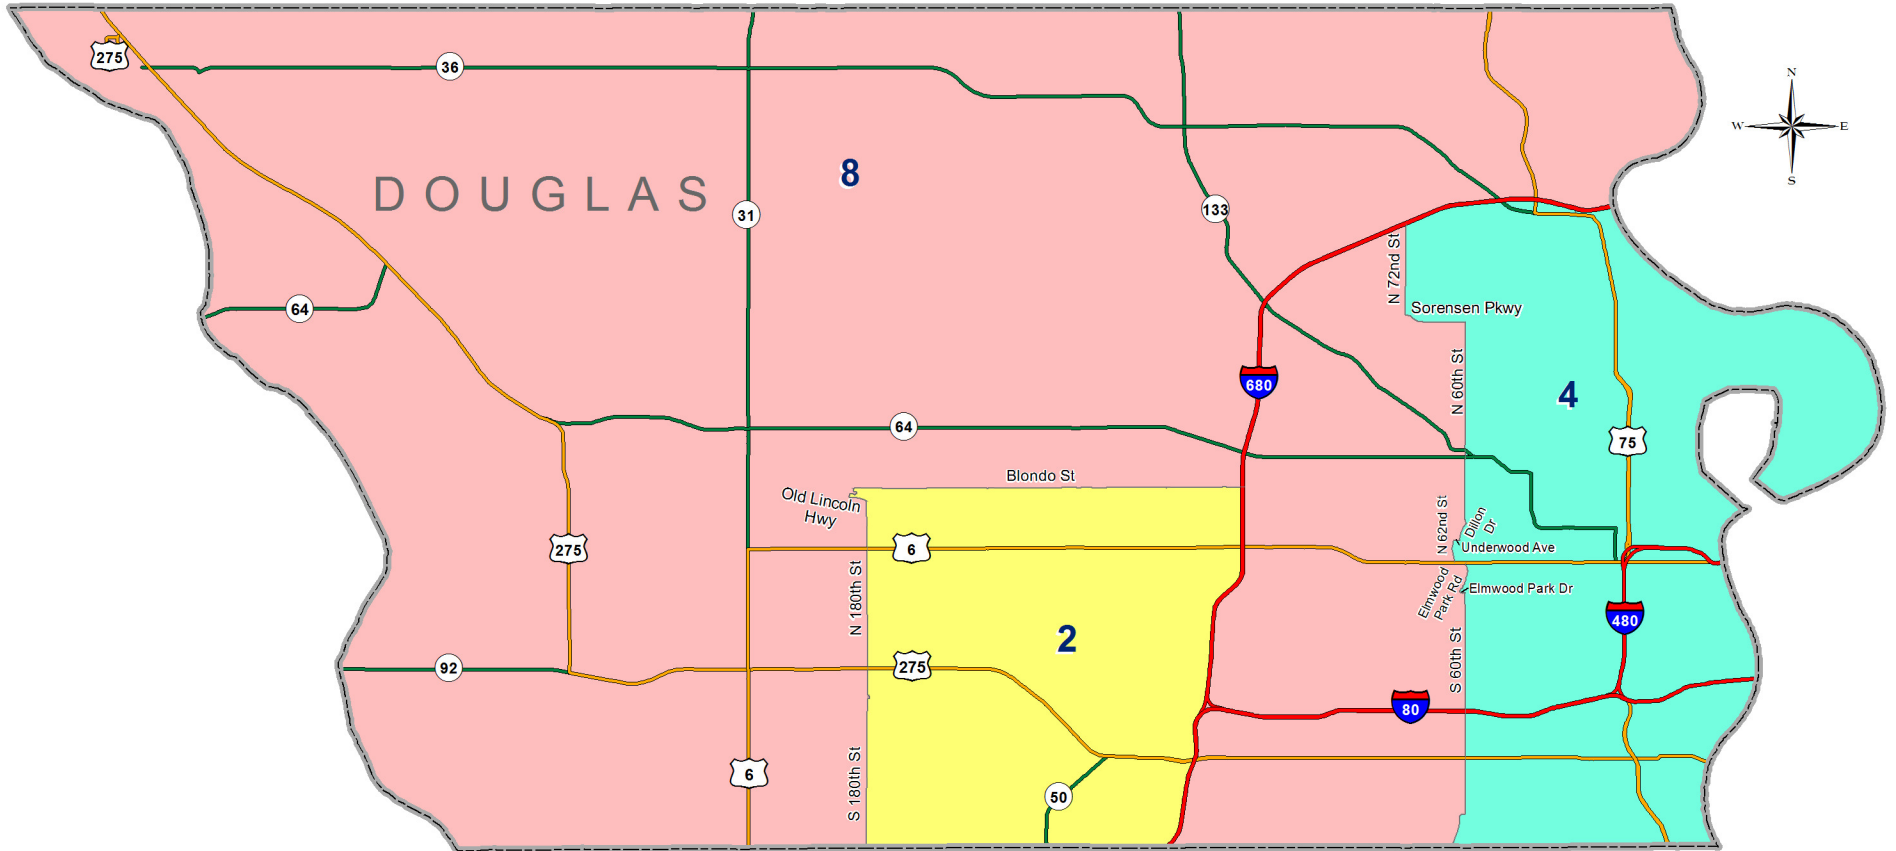 N
W
E
S
275
36
8
DOUGLAS
31
133
N 72nd St
64
Sorensen Pkwy
680
N 60th St
4
64
75
Blondo St
Old Lincoln
Hwy
N 62nd St
Dillon
Dr
Underwood Ave
275
6
N 180th St
Elmwood
Park Rd
Elmwood Park Dr
480
2
92
275
S 60th St
80
6
S 180th St
50